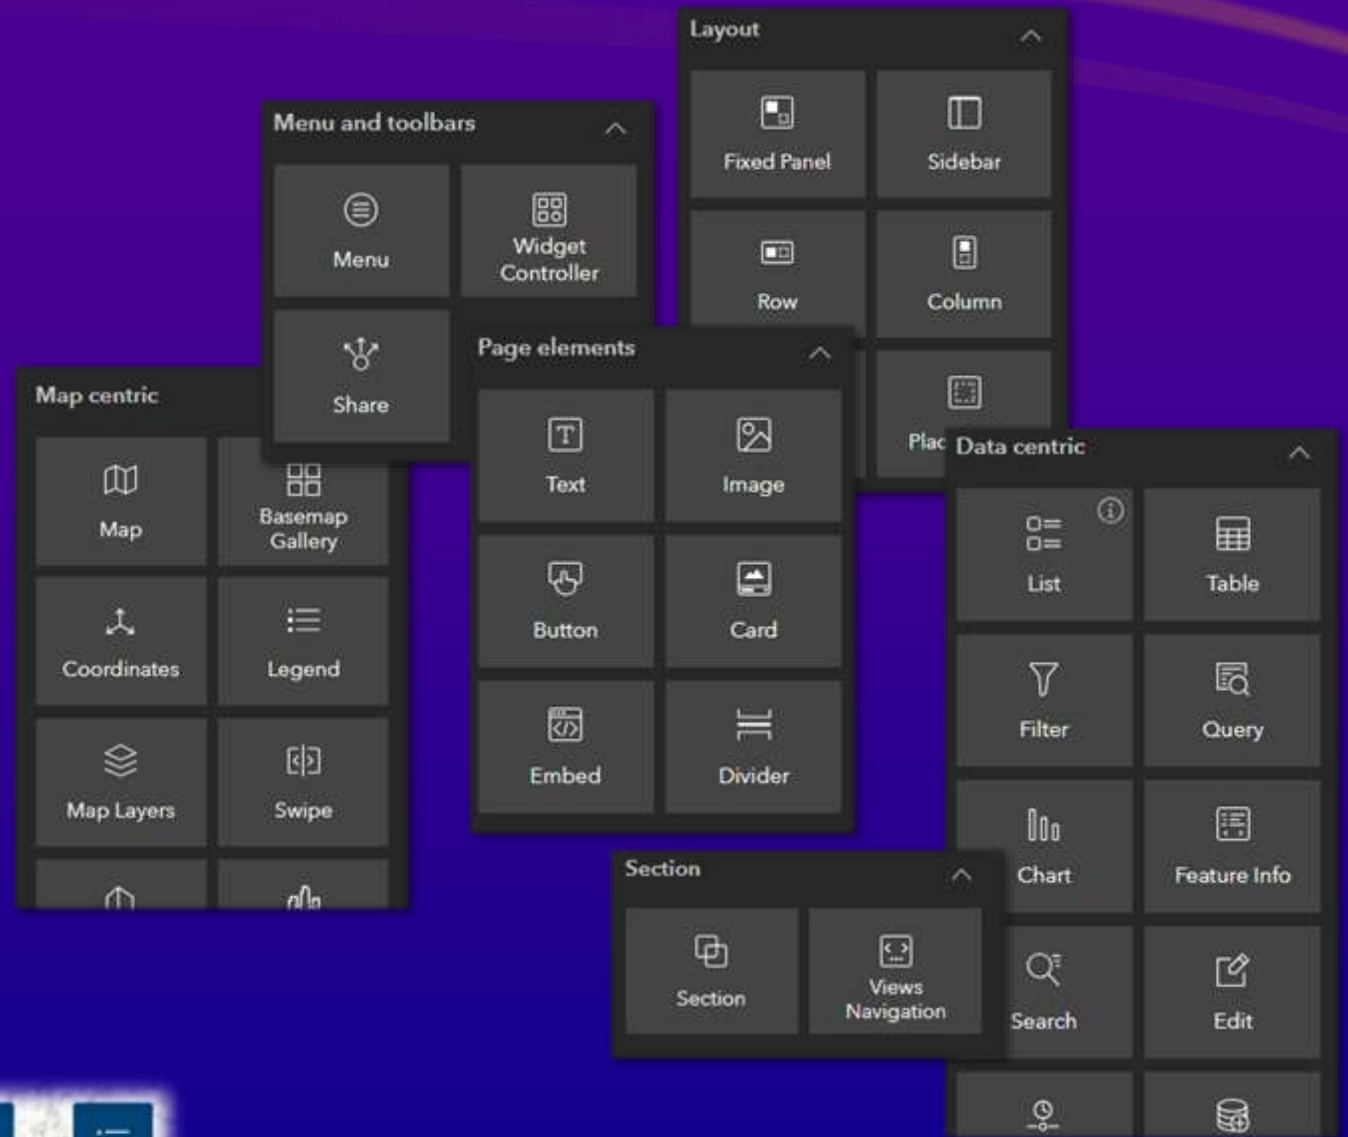 Layout
Fixed Panel
Sidebar
Row
Column
Plac
Menu and toolbars
Menu
Widget
Controller
Share
Page elements
Text
Image
Button
Card
Embed
Divider
Map centric
Map
Basemap
Gallery
Coordinates
Legend
Map Layers
Swipe
Data centric
List
Table
Filter
Query
Chart
Feature Info
Search
Edit
Section
Section
Views
Navigation